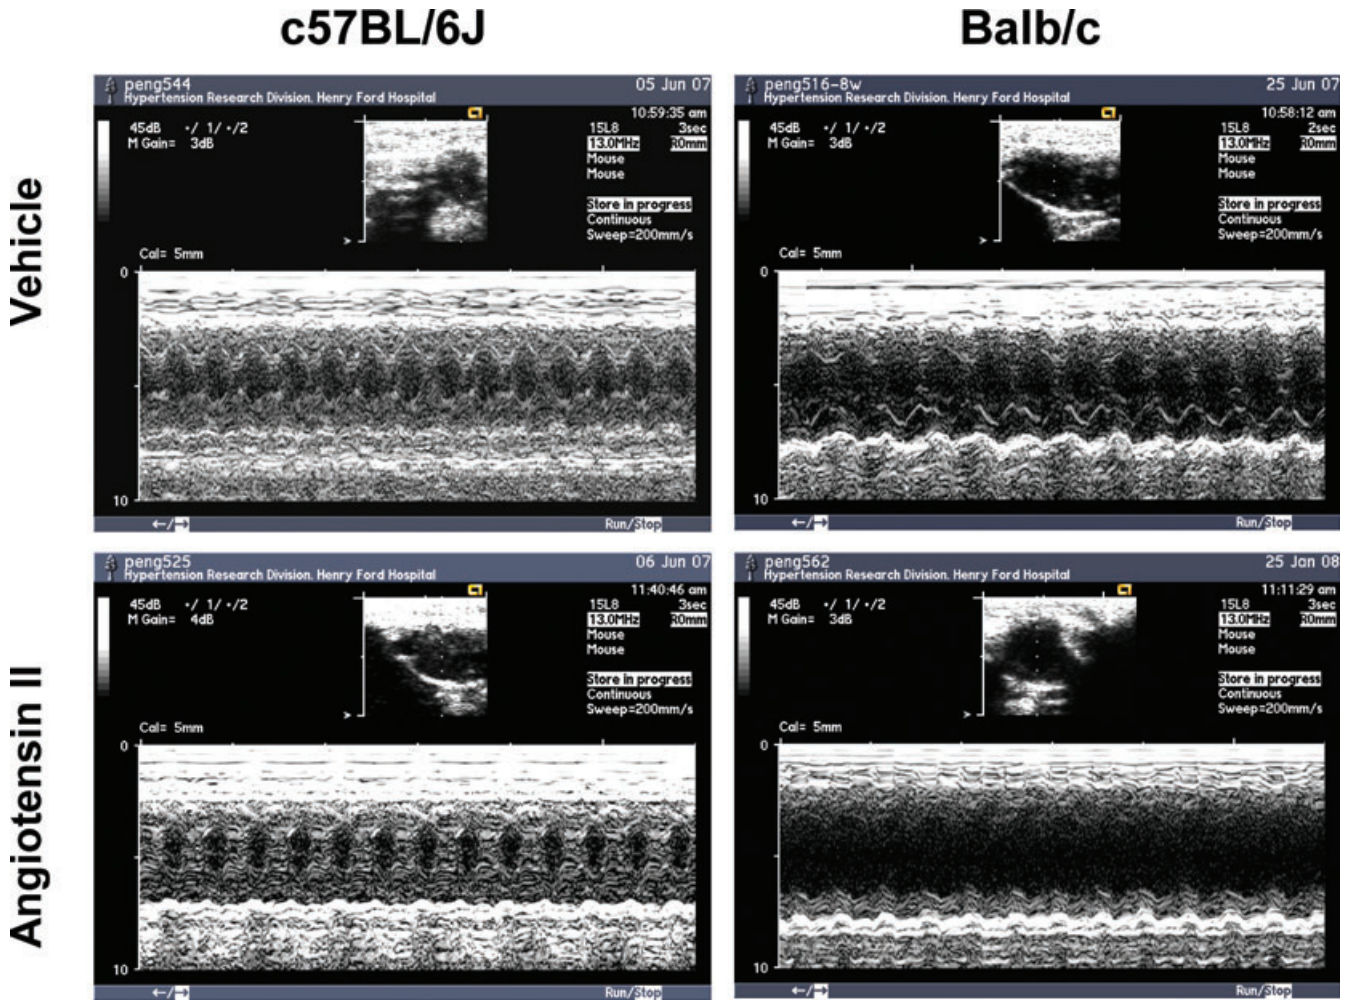 c57BL/6J
Balb/c
Vehicle
peng544
05 Jun 07
Hypertension Research Division. Henry Ford Hospital
10:59:35 am
45dB +/ 1/ +/2
15L8 3sec
M Gain= 3dB
13.0MHz R0mm
Mouse
Mouse
Store in progress
Continuous
Sweep=200mm/s
Cal= 5mm
0
10
←/→
Run/Stop
peng516-8w
25 Jun 07
Hypertension Research Division. Henry Ford Hospital
10:58:12 am
45dB +/ 1/ +/2
15L8 2sec
M Gain= 3dB
13.0MHz R0mm
Mouse
Mouse
Store in progress
Continuous
Sweep=200mm/s
Cal= 5mm
0
10
←/→
Run/Stop
Angiotensin II
peng525
06 Jun 07
Hypertension Research Division. Henry Ford Hospital
11:40:46 am
45dB +/ 1/ +/2
15L8 3sec
M Gain= 4dB
13.0MHz R0mm
Mouse
Mouse
Store in progress
Continuous
Sweep=200mm/s
Cal= 5mm
0
10
←/→
Run/Stop
peng562
25 Jan 08
Hypertension Research Division. Henry Ford Hospital
11:11:29 am
45dB +/ 1/ +/2
15L8 3sec
M Gain= 3dB
13.0MHz R0mm
Mouse
Mouse
Store in progress
Continuous
Sweep=200mm/s
Cal= 5mm
0
10
←/→
Run/Stop